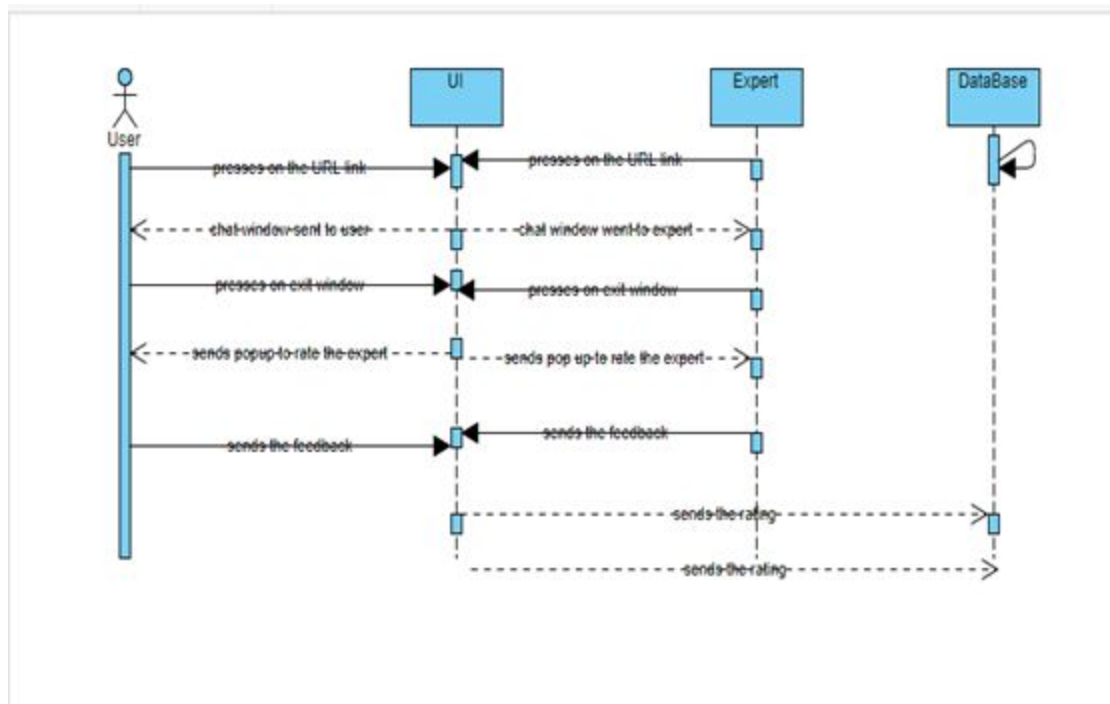 UI
Expert
DataBase
User
presses on the URL link
presses on the URL link
chat window sent to user
chat window went to expert
presses on exit window
presses on exit window
sends popup to rate the expert
sends pop up to rate the expert
sends the feedback
sends the feedback
sends the rating
sends the rating